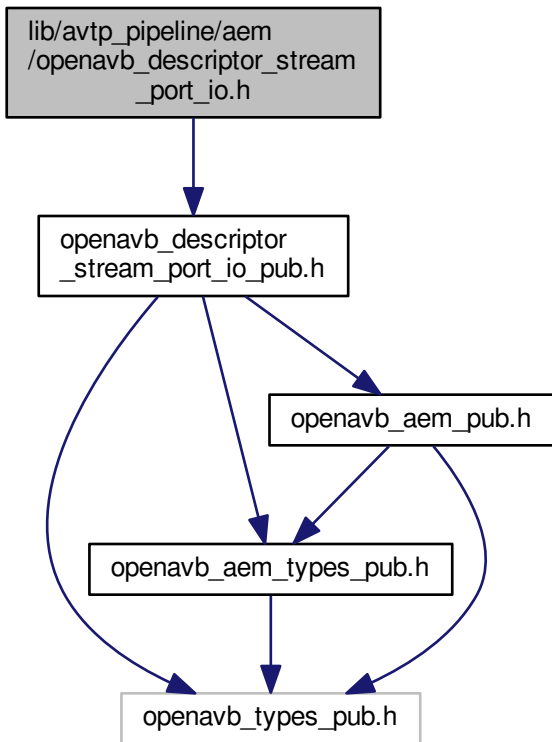 lib/avtp_pipeline/aem
/openavb_descriptor_stream
_port_io.h
openavb_descriptor
_stream_port_io_pub.h
openavb_aem_pub.h
openavb_aem_types_pub.h
openavb_types_pub.h